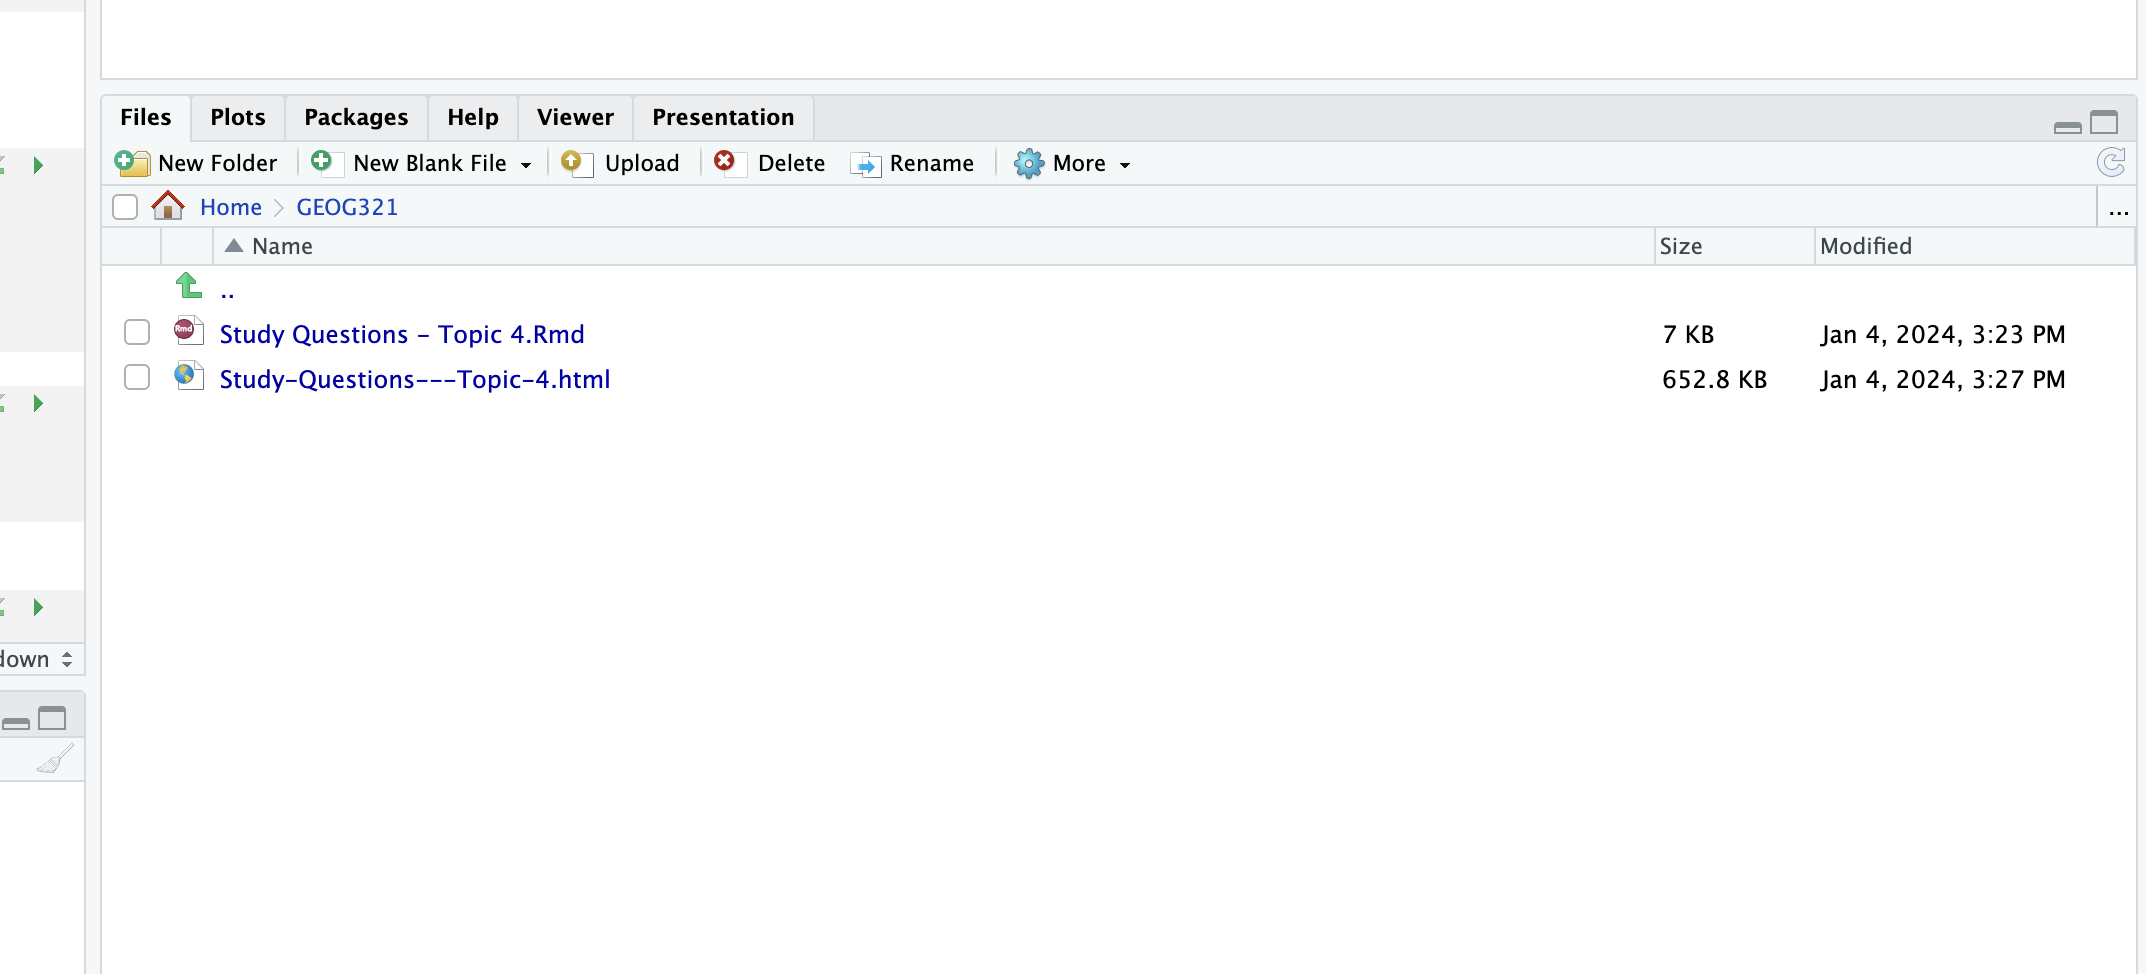 Files Plots Packages Help Viewer Presentation
New Folder New Blank File Upload Delete Rename More
Home GEOG321 ...
Name Size Modified
..
Study Questions - Topic 4.Rmd 7 KB Jan 4, 2024, 3:23 PM
Rmd
Study-Questions---Topic-4.html 652.8 KB Jan 4, 2024, 3:27 PM
down